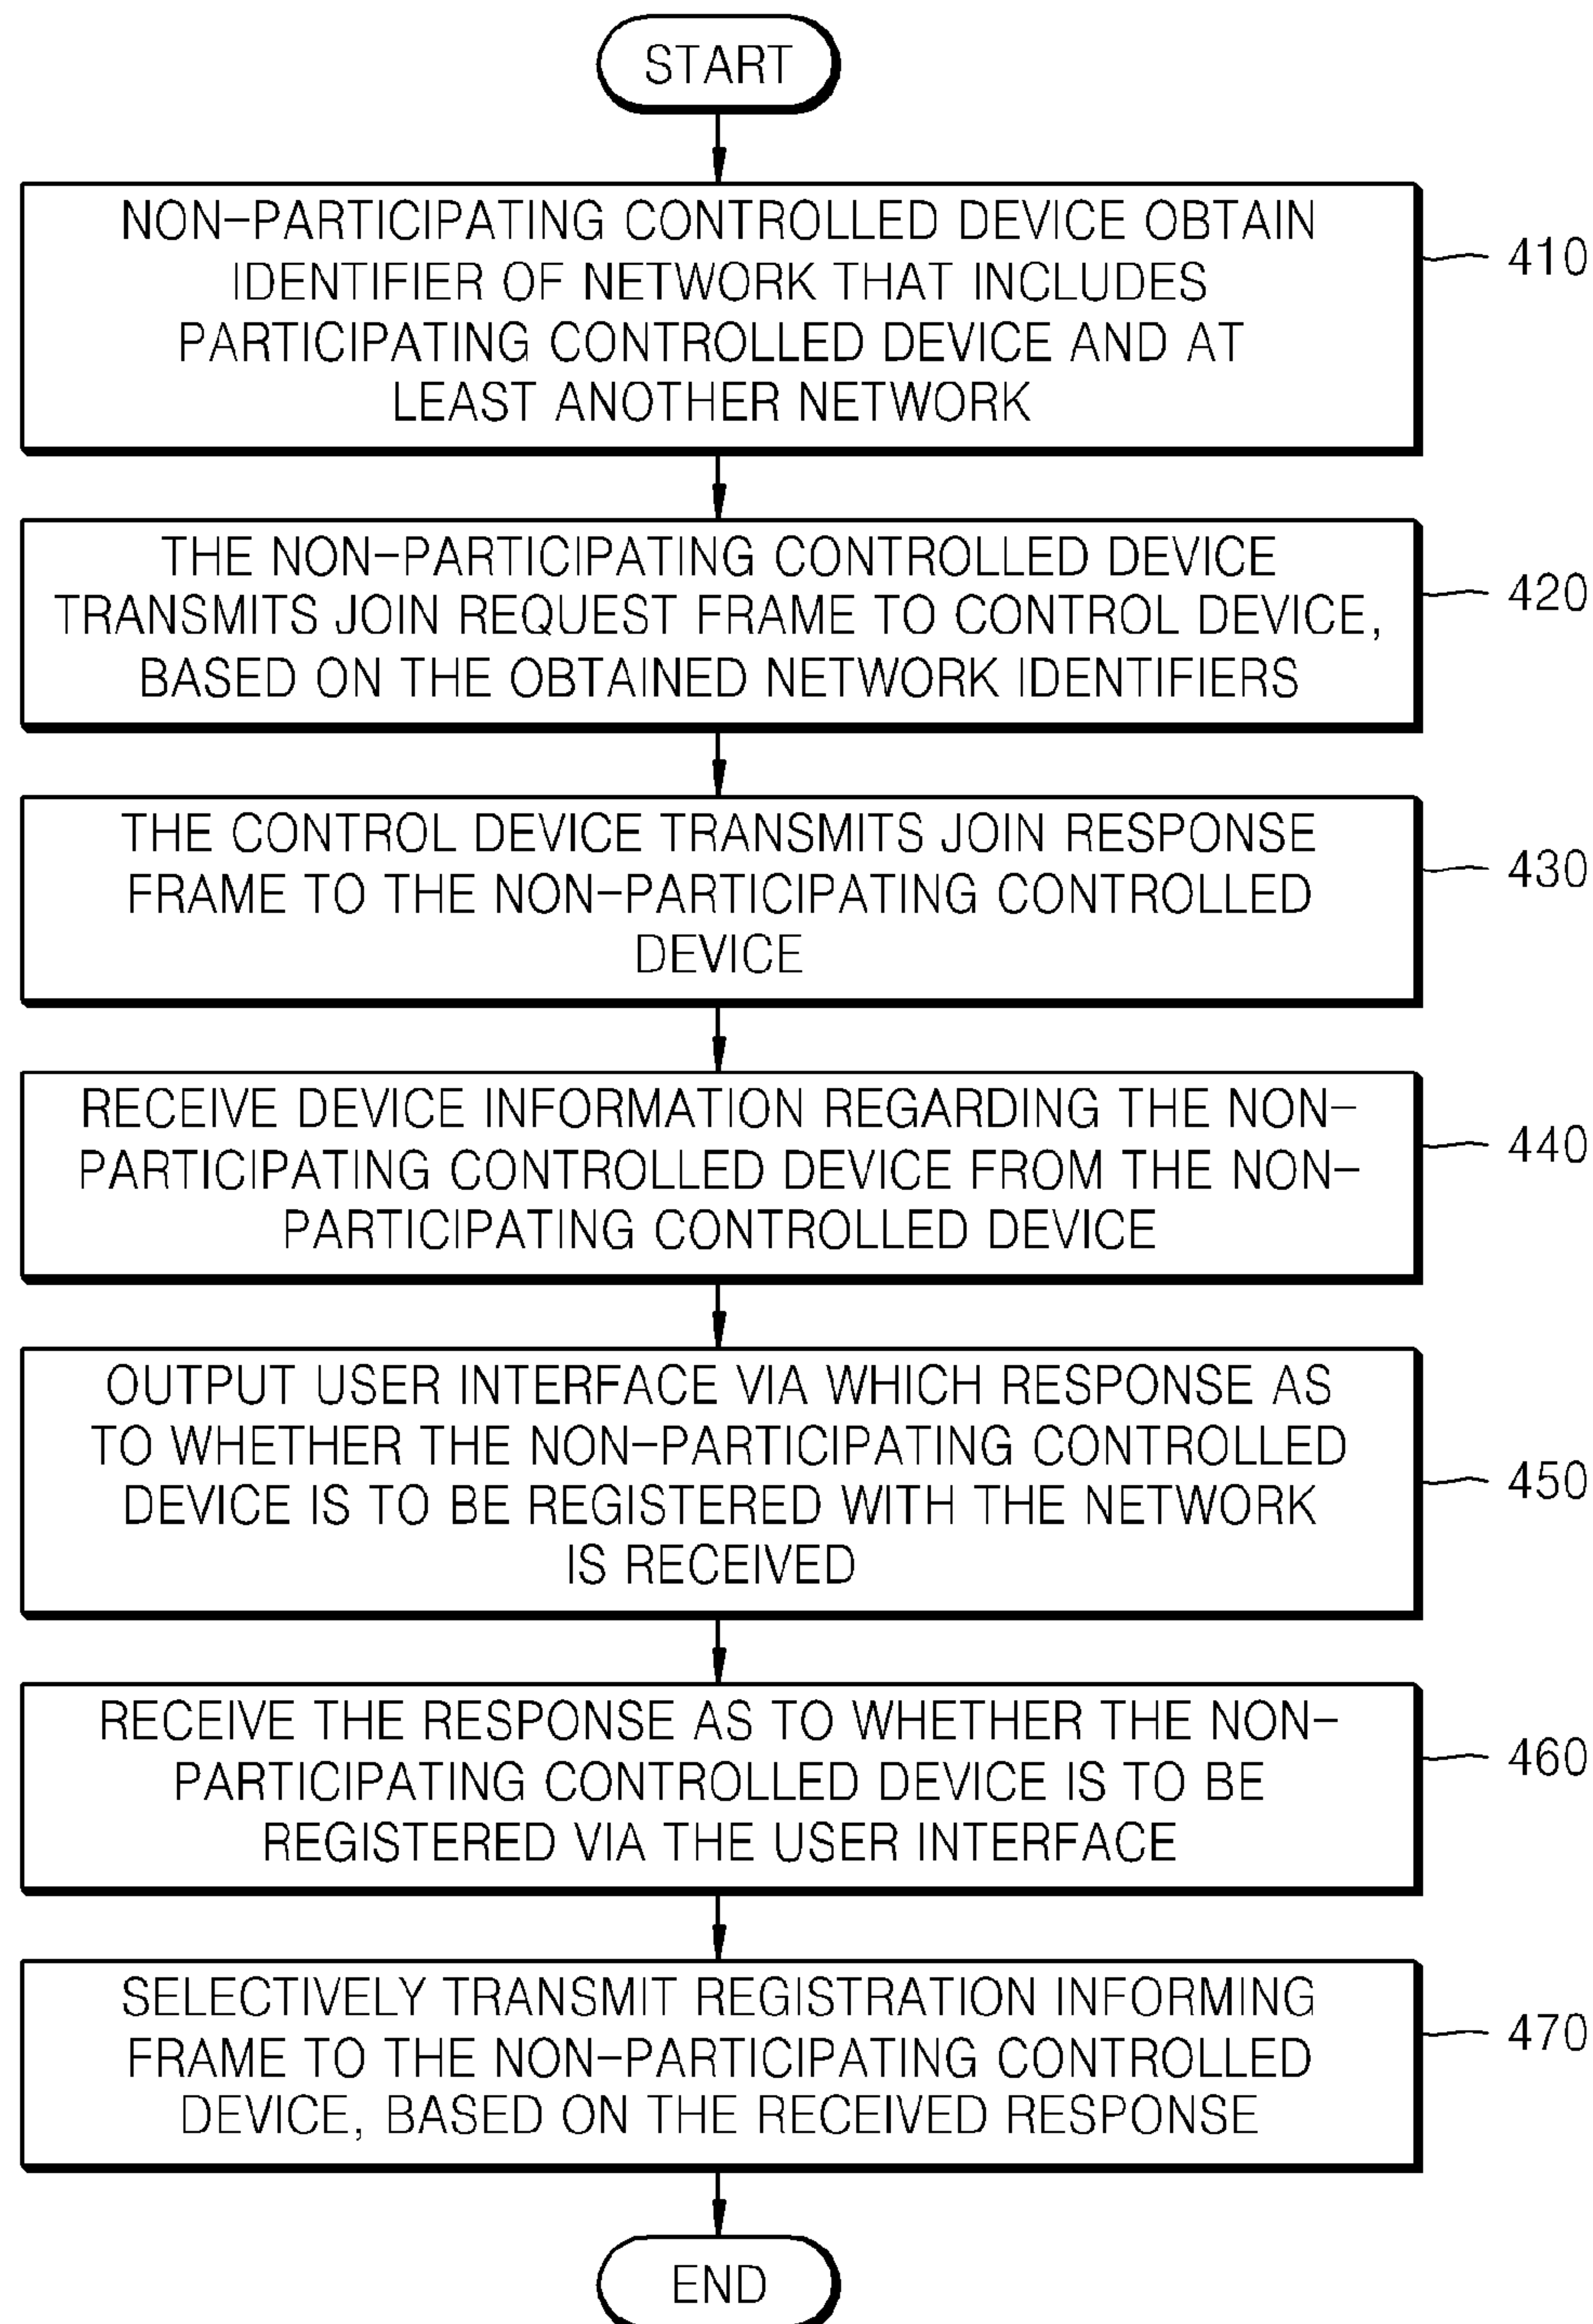 START
NON-PARTICIPATING CONTROLLED DEVICE OBTAIN
IDENTIFIER OF NETWORK THAT INCLUDES
PARTICIPATING CONTROLLED DEVICE AND AT
LEAST ANOTHER NETWORK
410
THE NON-PARTICIPATING CONTROLLED DEVICE
TRANSMITS JOIN REQUEST FRAME TO CONTROL DEVICE,
BASED ON THE OBTAINED NETWORK IDENTIFIERS
420
THE CONTROL DEVICE TRANSMITS JOIN RESPONSE
FRAME TO THE NON-PARTICIPATING CONTROLLED
DEVICE
430
RECEIVE DEVICE INFORMATION REGARDING THE NON-
PARTICIPATING CONTROLLED DEVICE FROM THE NON-
PARTICIPATING CONTROLLED DEVICE
440
OUTPUT USER INTERFACE VIA WHICH RESPONSE AS
TO WHETHER THE NON-PARTICIPATING CONTROLLED
DEVICE IS TO BE REGISTERED WITH THE NETWORK
IS RECEIVED
450
RECEIVE THE RESPONSE AS TO WHETHER THE NON-
PARTICIPATING CONTROLLED DEVICE IS TO BE
REGISTERED VIA THE USER INTERFACE
460
SELECTIVELY TRANSMIT REGISTRATION INFORMING
FRAME TO THE NON-PARTICIPATING CONTROLLED
DEVICE, BASED ON THE RECEIVED RESPONSE
470
END